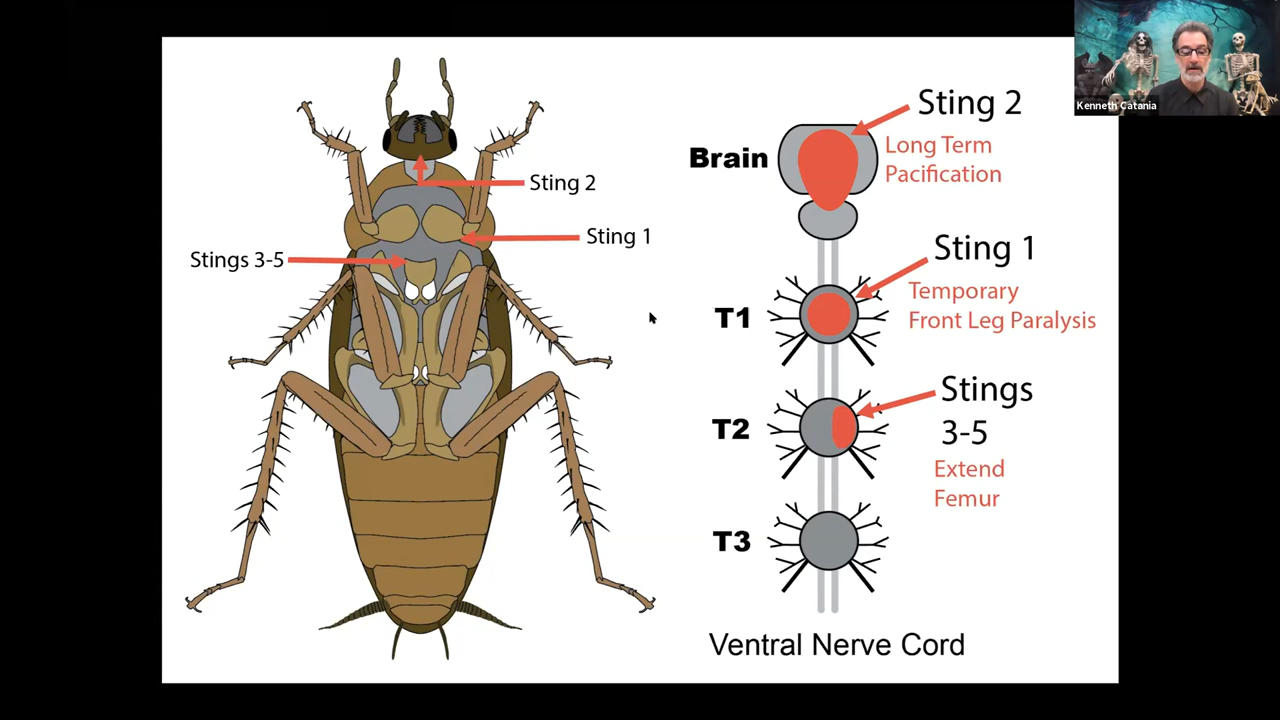 Kenneth Catania
Sting 2
Sting 1
Stings 3-5
Brain
Sting 2
Long Term
Pacification
T1
Sting 1
Temporary
Front Leg Paralysis
T2
Stings
3-5
Extend
Femur
T3
Ventral Nerve Cord